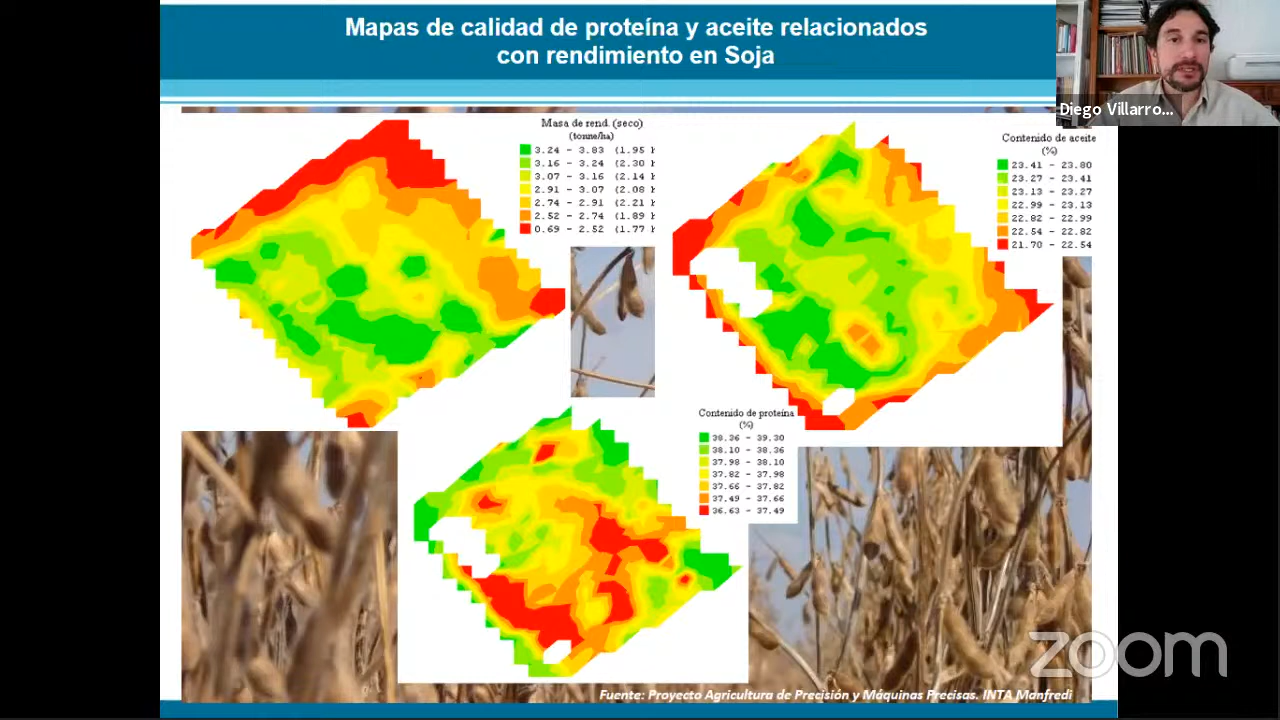 Mapas de calidad de proteína y aceite relacionados
con rendimiento en Soja
Diego Villarro...
Masa de rend. (seco)
(tonne/ha)
3.24 - 3.83 (1.95 h
3.16 - 3.24 (2.30 h
3.07 - 3.16 (2.14 h
2.91 - 3.07 (2.08 h
2.74 - 2.91 (2.21 h
2.52 - 2.74 (1.89 h
0.69 - 2.52 (1.77 h
Contenido de aceite
(%)
23.41 - 23.80
23.27 - 23.41
23.13 - 23.27
22.99 - 23.13
22.82 - 22.99
22.54 - 22.82
21.70 - 22.54
Contenido de proteína
(%)
38.36 - 39.30
38.10 - 38.36
37.98 - 38.10
37.82 - 37.98
37.66 - 37.82
37.49 - 37.66
36.63 - 37.49
zoom
Fuente: Proyecto Agricultura de Precisión y Máquinas Precisas. INTA Manfredi